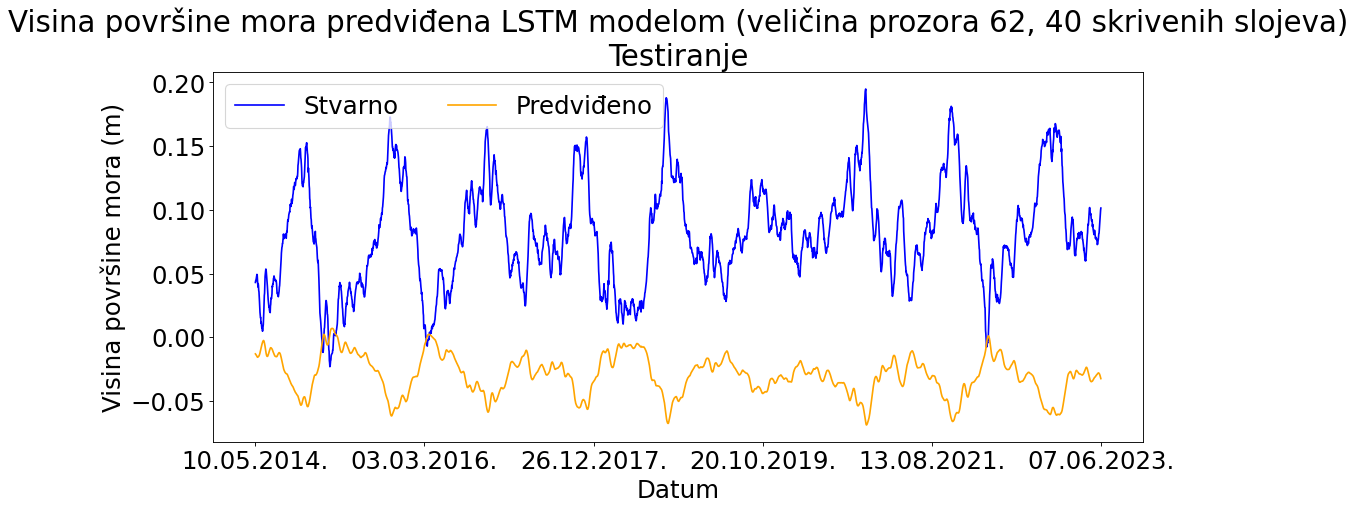 Visina površine mora predviđena LSTM modelom (veličina prozora 62, 40 skrivenih slojeva)
Testiranje
Stvarno
Predviđeno
Visina površine mora (m)
0.20
0.15
0.10
0.05
0.00
−0.05
10.05.2014.
03.03.2016.
26.12.2017.
20.10.2019.
13.08.2021.
07.06.2023.
Datum